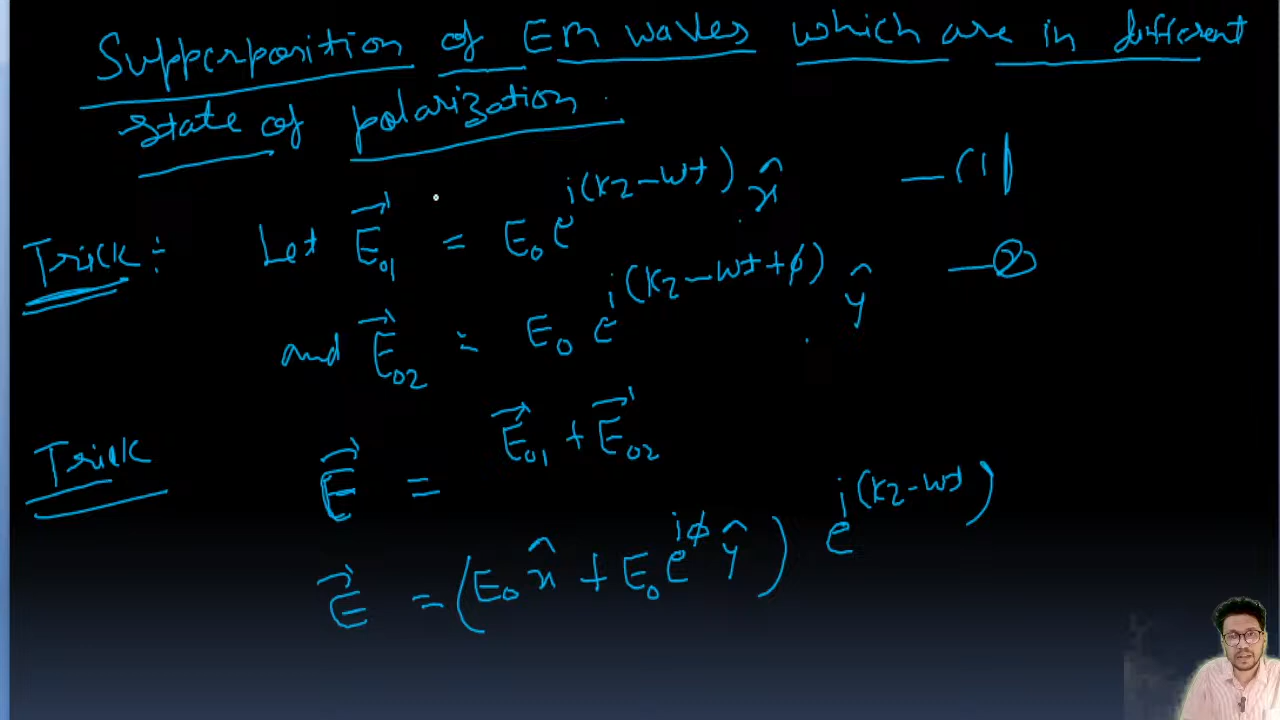 Supperposition of EM waves which are in different
state of polarization.
Trick :- Let E⃗₀₁ = E₀ e^{i(kz-ωt)} x̂ —(1)
and E⃗₀₂ = E₀ e^{i(kz-ωt+φ)} ŷ —②
Trick E⃗ = E⃗₀₁ + E⃗₀₂
E⃗ = (E₀ x̂ + E₀ e^{iφ} ŷ) e^{i(kz-ωt)}